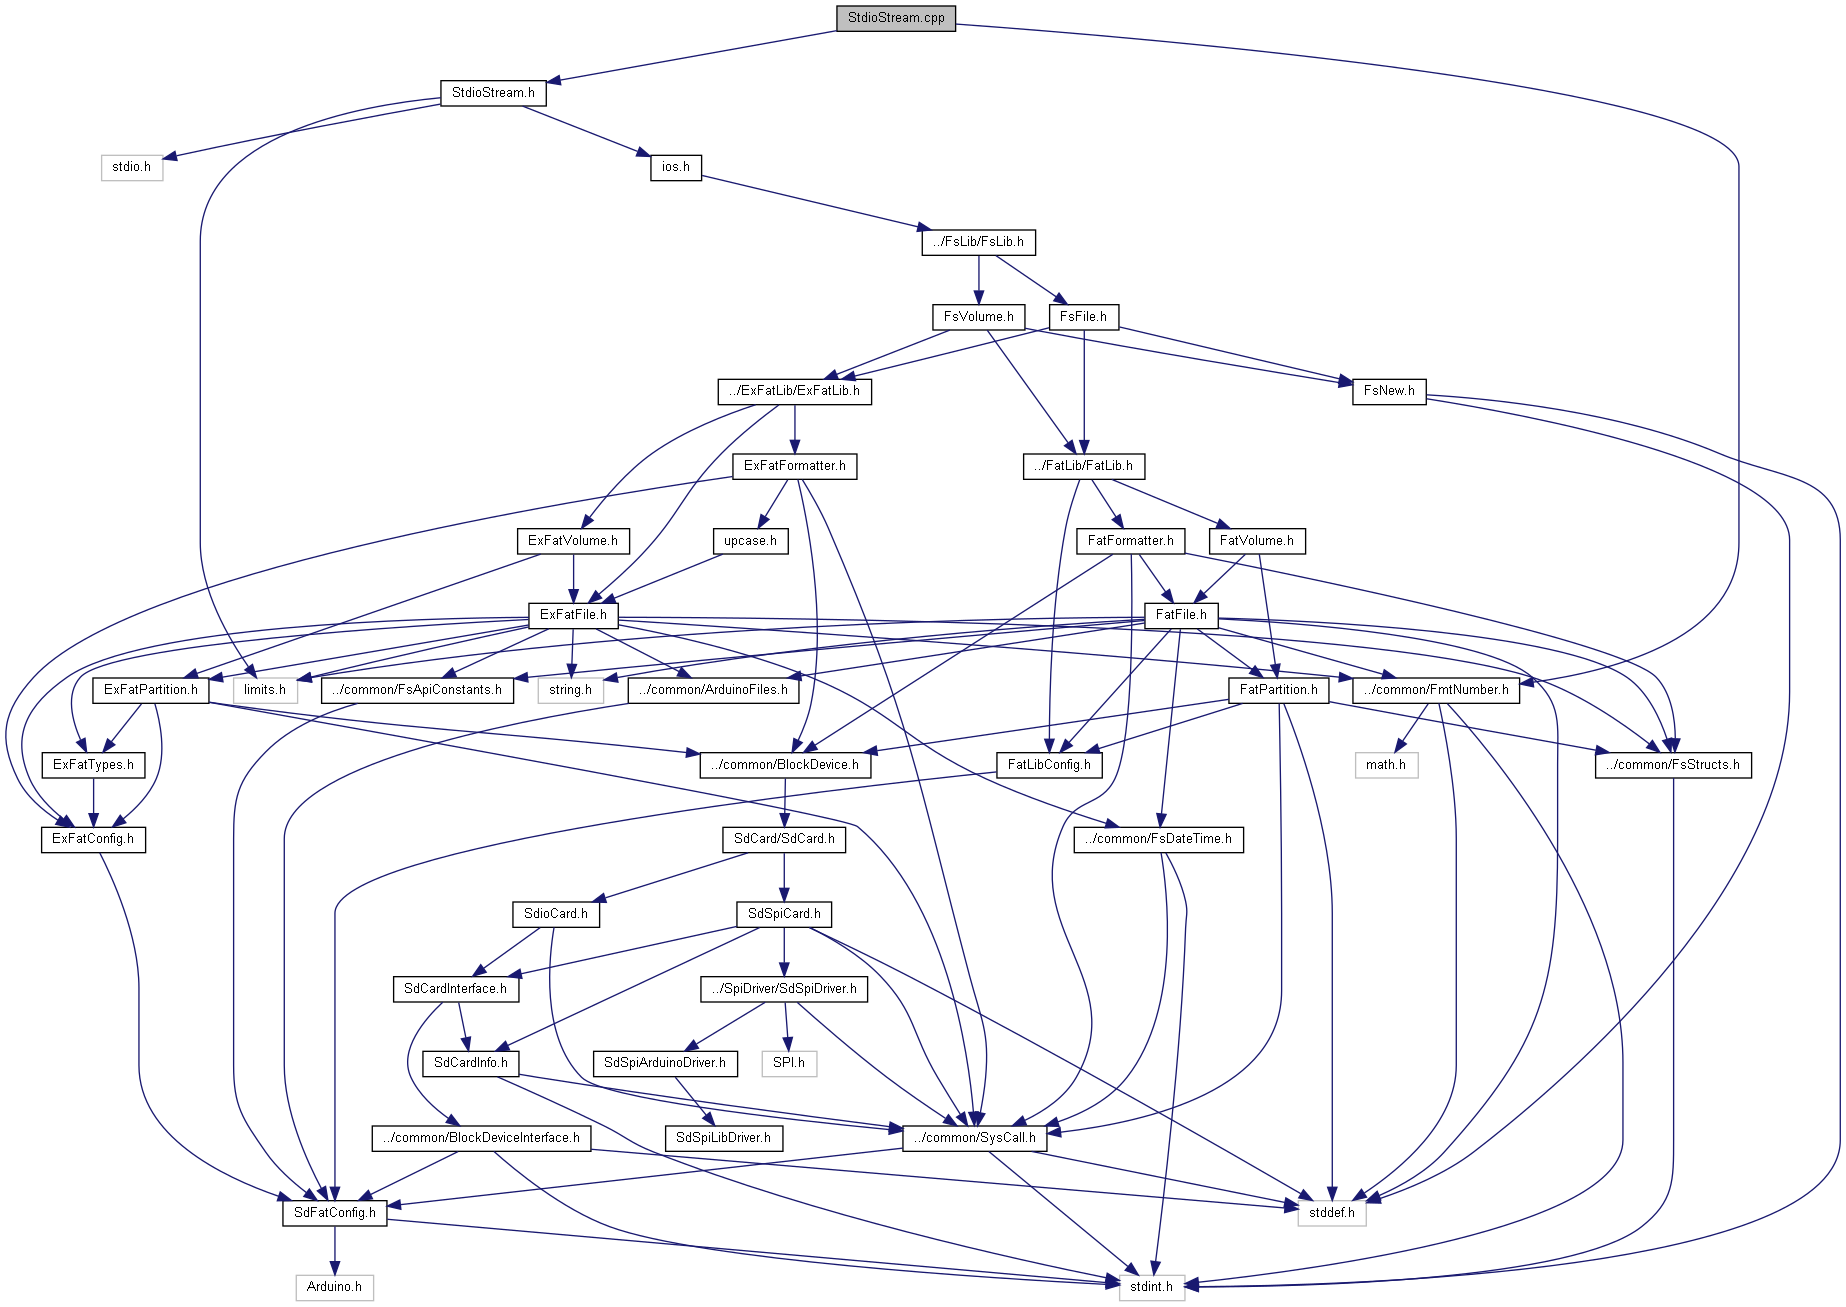 StdioStream.cpp
StdioStream.h
stdio.h
ios.h
../FsLib/FsLib.h
FsVolume.h
FsFile.h
../ExFatLib/ExFatLib.h
FsNew.h
ExFatFormatter.h
../FatLib/FatLib.h
ExFatVolume.h
upcase.h
FatFormatter.h
FatVolume.h
ExFatFile.h
FatFile.h
ExFatPartition.h
limits.h
../common/FsApiConstants.h
string.h
../common/ArduinoFiles.h
FatPartition.h
../common/FmtNumber.h
ExFatTypes.h
../common/BlockDevice.h
FatLibConfig.h
math.h
../common/FsStructs.h
ExFatConfig.h
SdCard/SdCard.h
../common/FsDateTime.h
SdioCard.h
SdSpiCard.h
SdCardInterface.h
../SpiDriver/SdSpiDriver.h
SdCardInfo.h
SdSpiArduinoDriver.h
SPI.h
../common/BlockDeviceInterface.h
SdSpiLibDriver.h
../common/SysCall.h
SdFatConfig.h
stddef.h
Arduino.h
stdint.h